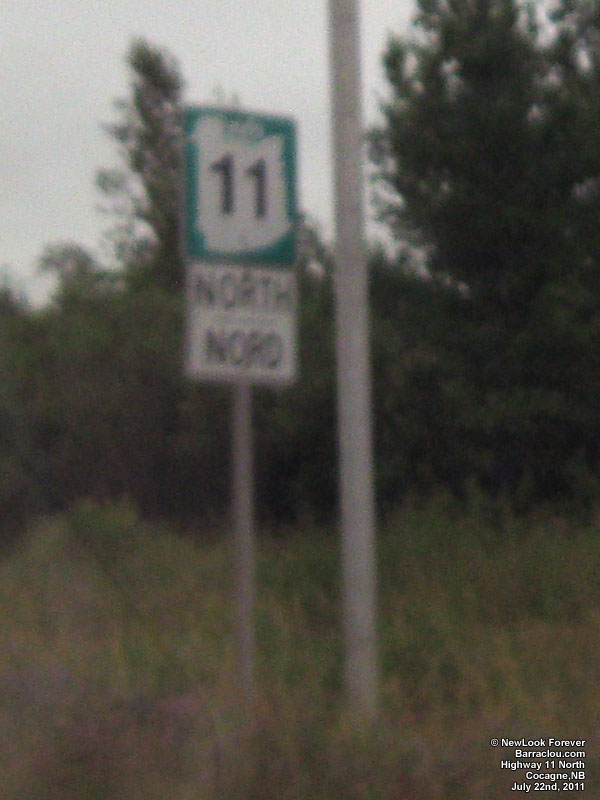 11
NORTH
NORD
© NewLook Forever
Barraclou.com
Highway 11 North
Cocagne,NB
July 22nd, 2011